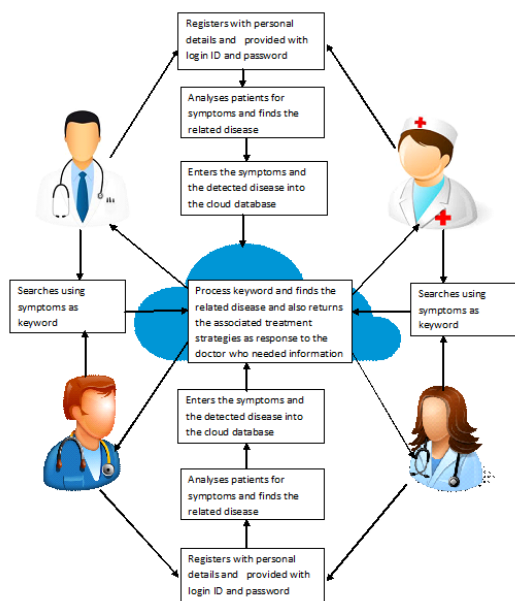 Registers with personal
details and provided with
login ID and password
Analyses patients for
symptoms and finds the
related disease
Enters the symptoms and
the detected disease into
the cloud database
Searches using
symptoms as
keyword
Process keyword and finds the
related disease and also returns
the associated treatment
strategies as response to the
doctor who needed information
Searches using
symptoms as
keyword
Enters the symptoms and
the detected disease into
the cloud database
Analyses patients for
symptoms and finds the
related disease
Registers with personal
details and provided with
login ID and password